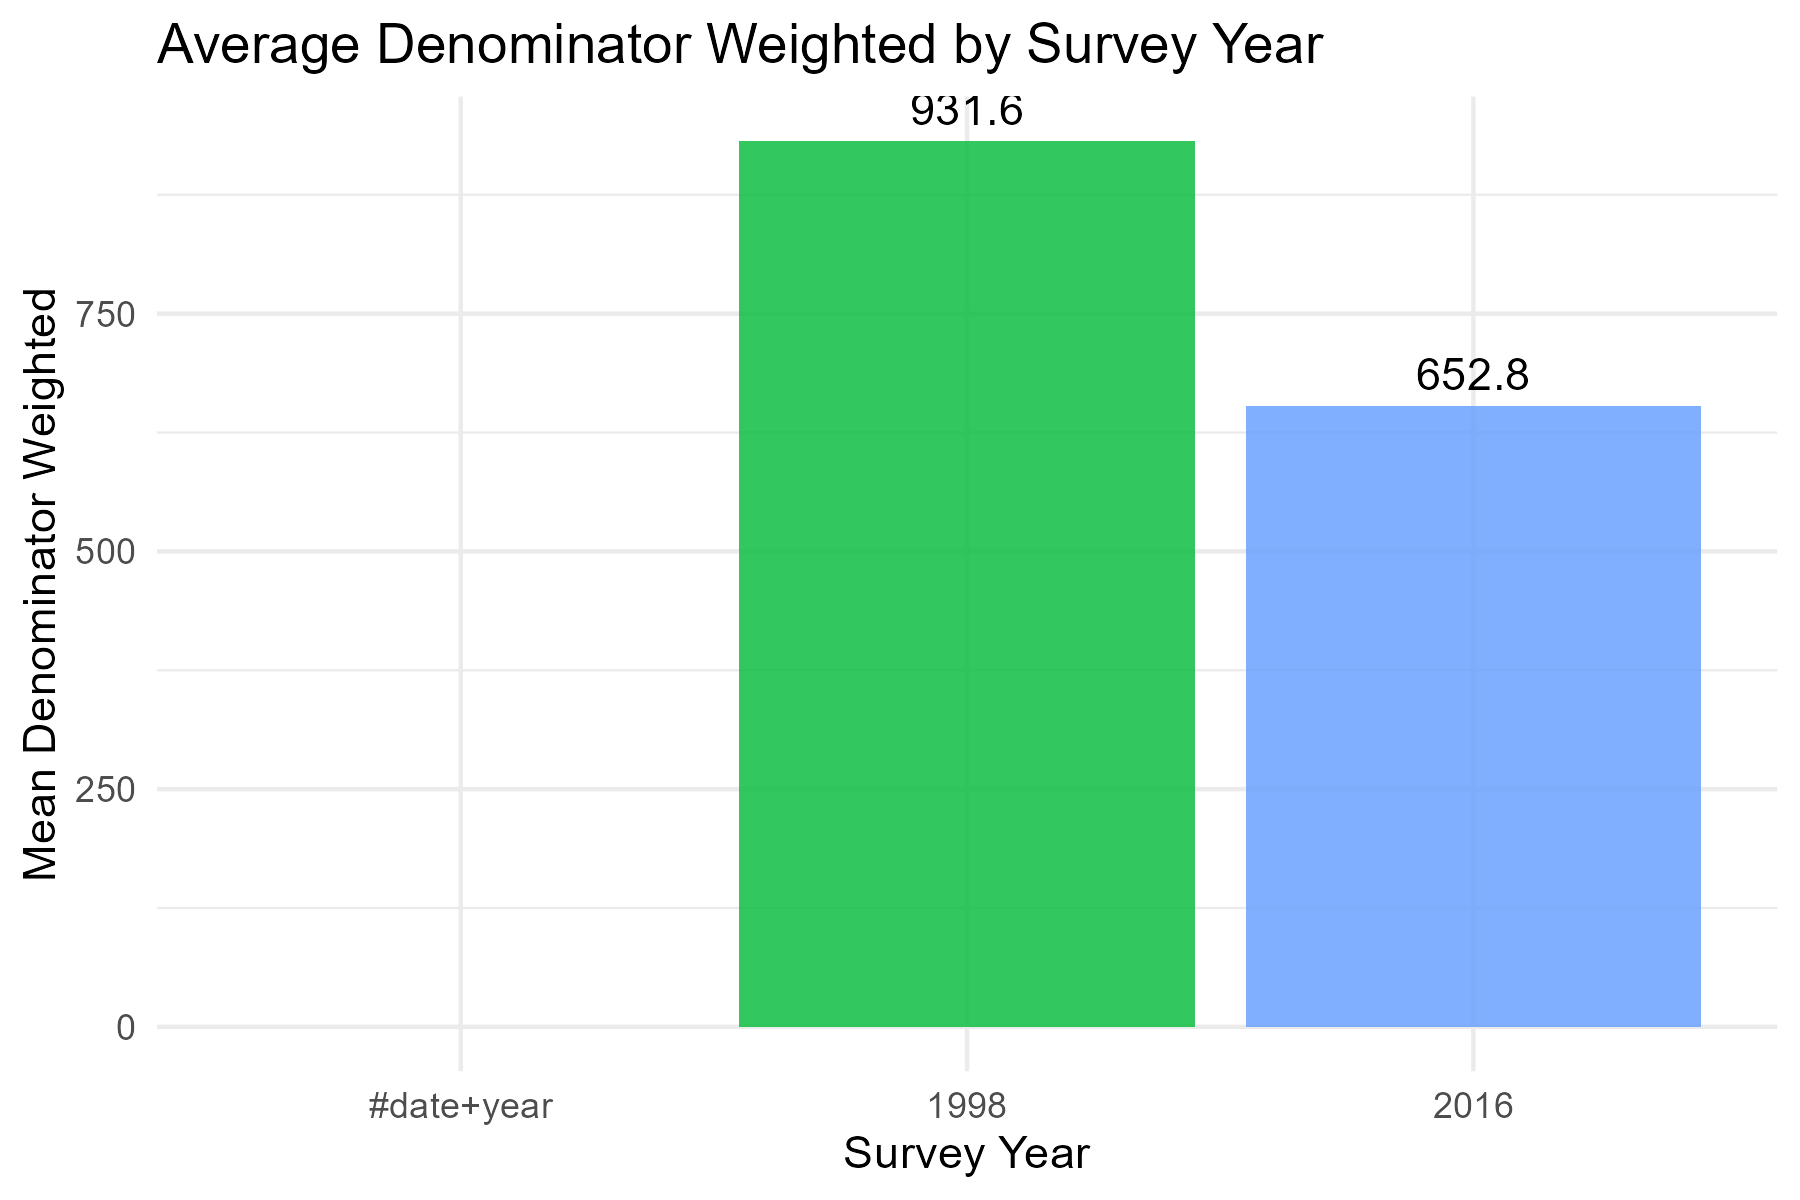 Average Denominator Weighted by Survey Year
931.6
652.8
Mean Denominator Weighted
750
500
250
0
#date+year
1998
2016
Survey Year